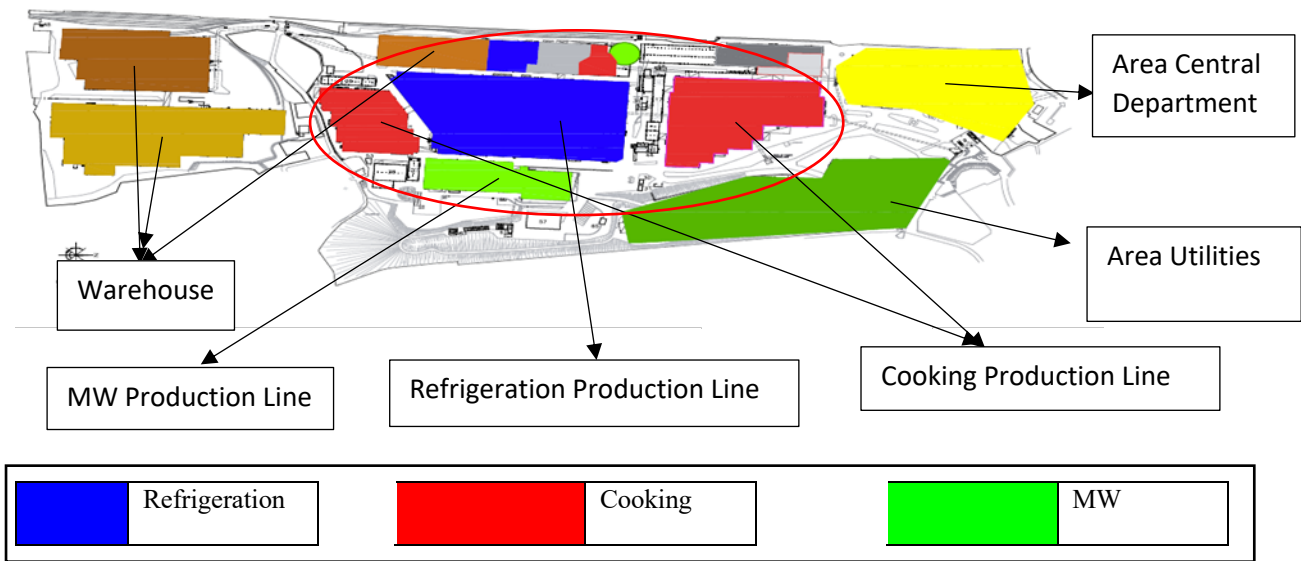 Area Central
Department
Area Utilities
Warehouse
MW Production Line
Refrigeration Production Line
Cooking Production Line
Refrigeration
Cooking
MW